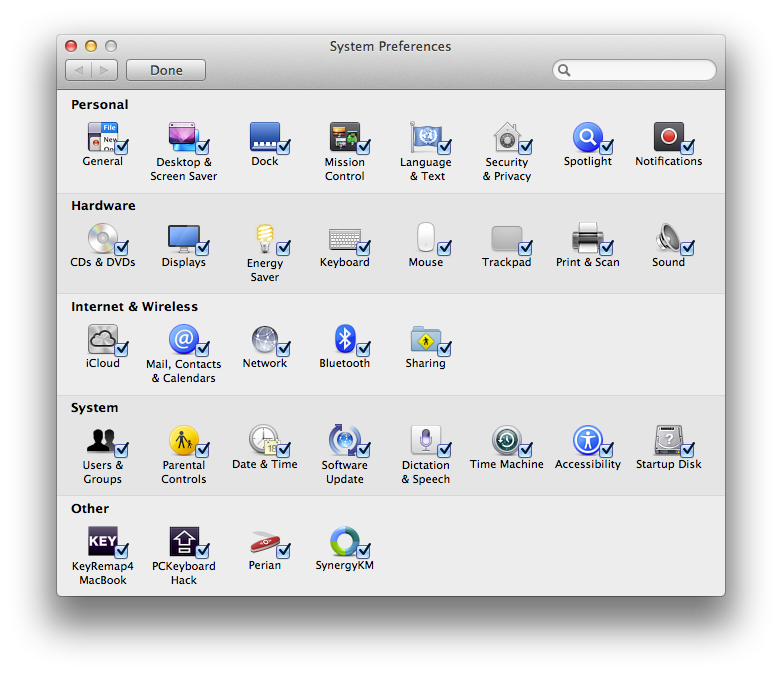 System Preferences
Done
Personal
File
New
General
Desktop &
Screen Saver
Dock
Mission
Control
Language
& Text
Security
& Privacy
Spotlight
Notifications
Hardware
CDs & DVDs
Displays
Energy
Saver
Keyboard
Mouse
Trackpad
Print & Scan
Sound
Internet & Wireless
iCloud
@
Mail, Contacts
& Calendars
Network
Bluetooth
Sharing
System
Users &
Groups
Parental
Controls
18
Date & Time
Software
Update
Dictation
& Speech
Time Machine
Accessibility
?
Startup Disk
Other
KEY
KeyRemap4
MacBook
PCKeyboard
Hack
Perian
SynergyKM